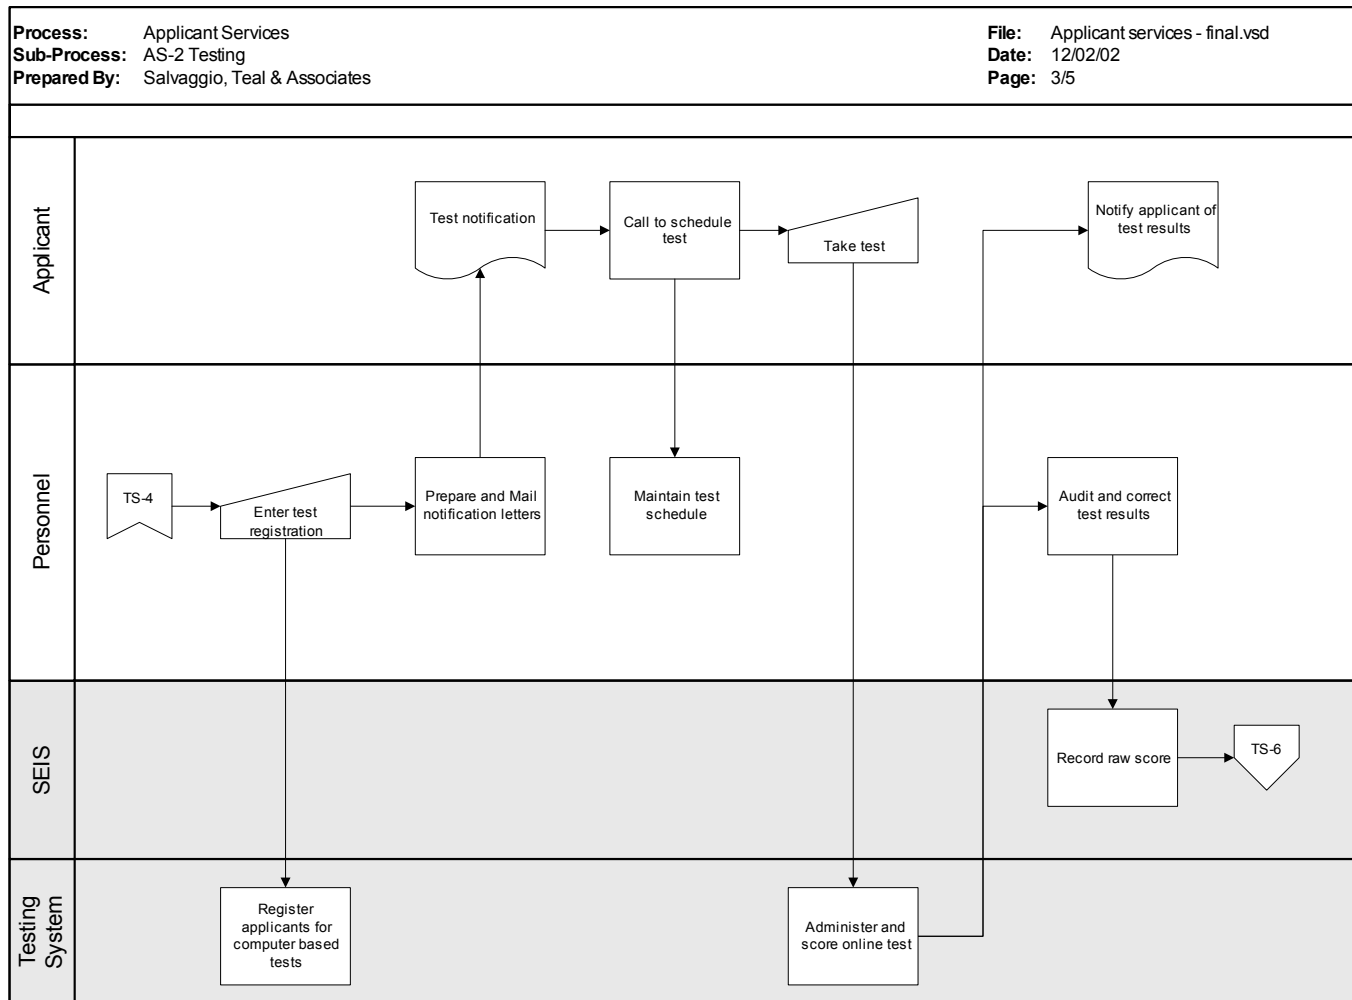 Process: Applicant Services
Sub-Process: AS-2 Testing
Prepared By: Salvaggio, Teal & Associates
File: Applicant services - final.vsd
Date: 12/02/02
Page: 3/5
Applicant
Test notification
Call to schedule
test
Take test
Notify applicant of
test results
Personnel
TS-4
Enter test
registration
Prepare and Mail
notification letters
Maintain test
schedule
Audit and correct
test results
SEIS
Record raw score
TS-6
Testing
System
Register
applicants for
computer based
tests
Administer and
score online test